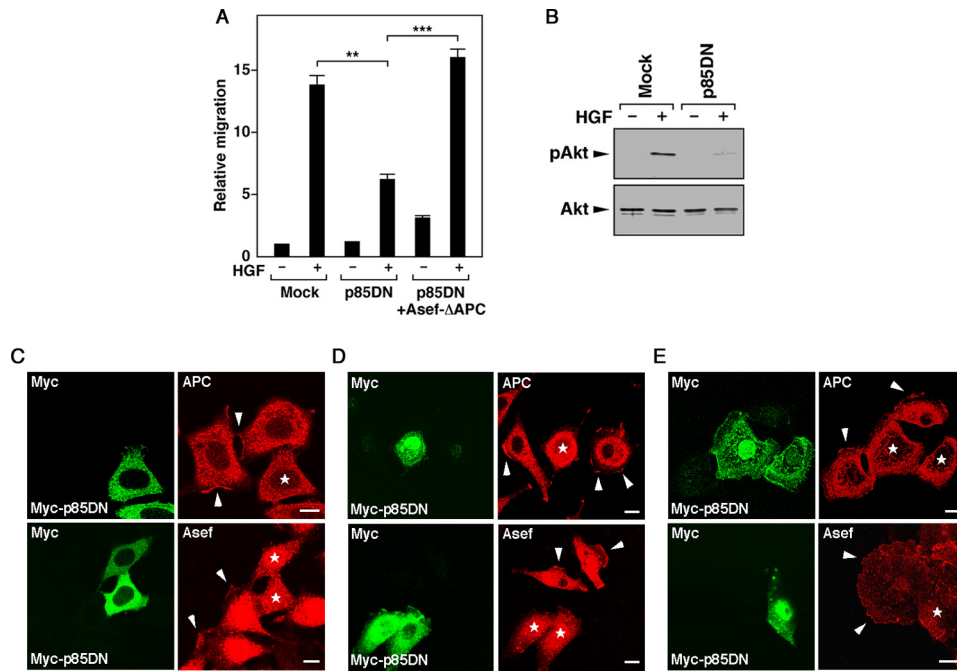 A
B
** ***
15
10
5
0
Relative migration
HGF − + − + − +
Mock p85DN p85DN
+Asef-ΔAPC
Mock p85DN
HGF − + − +
pAkt
Akt
C D E
Myc APC Myc APC Myc APC
Myc-p85DN Myc-p85DN Myc-p85DN
Myc Asef Myc Asef Myc Asef
Myc-p85DN Myc-p85DN Myc-p85DN